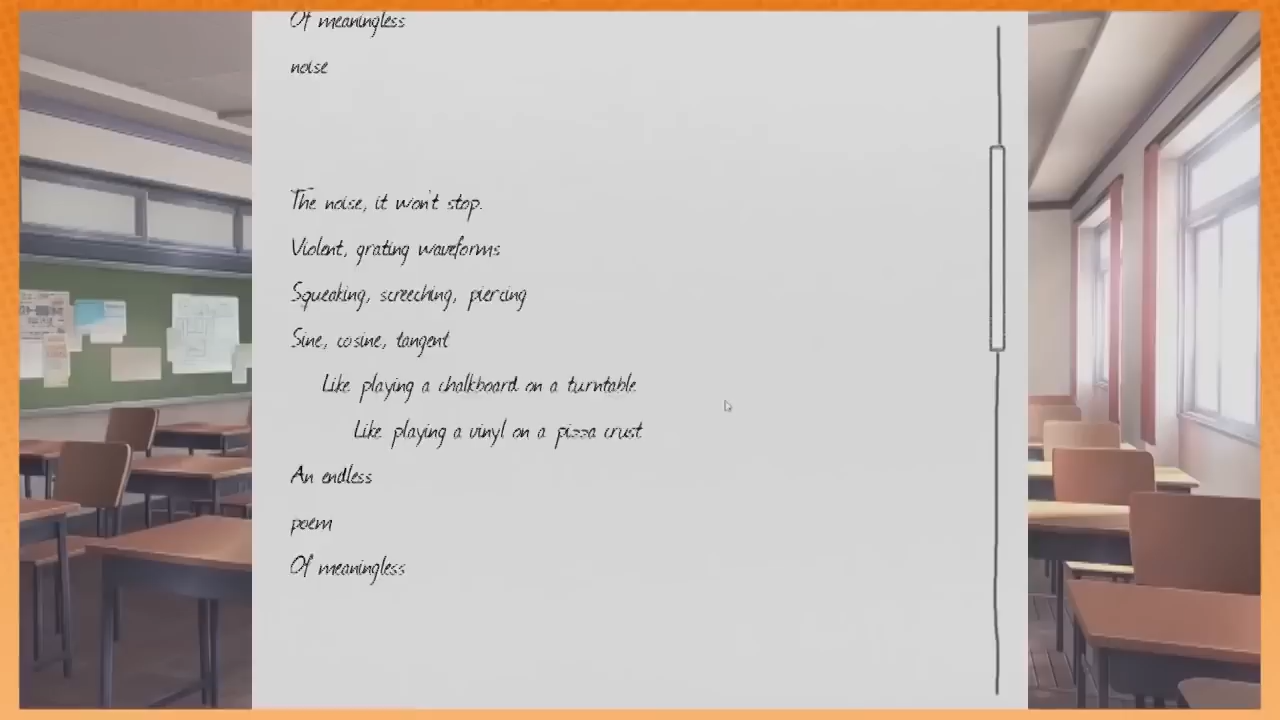 Of meaningless
noise
The noise, it won't stop.
Violent, grating waveforms
Squeaking, screeching, piercing
Sine, cosine, tangent
Like playing a chalkboard on a turntable
Like playing a vinyl on a pizza crust
An endless
poem
Of meaningless